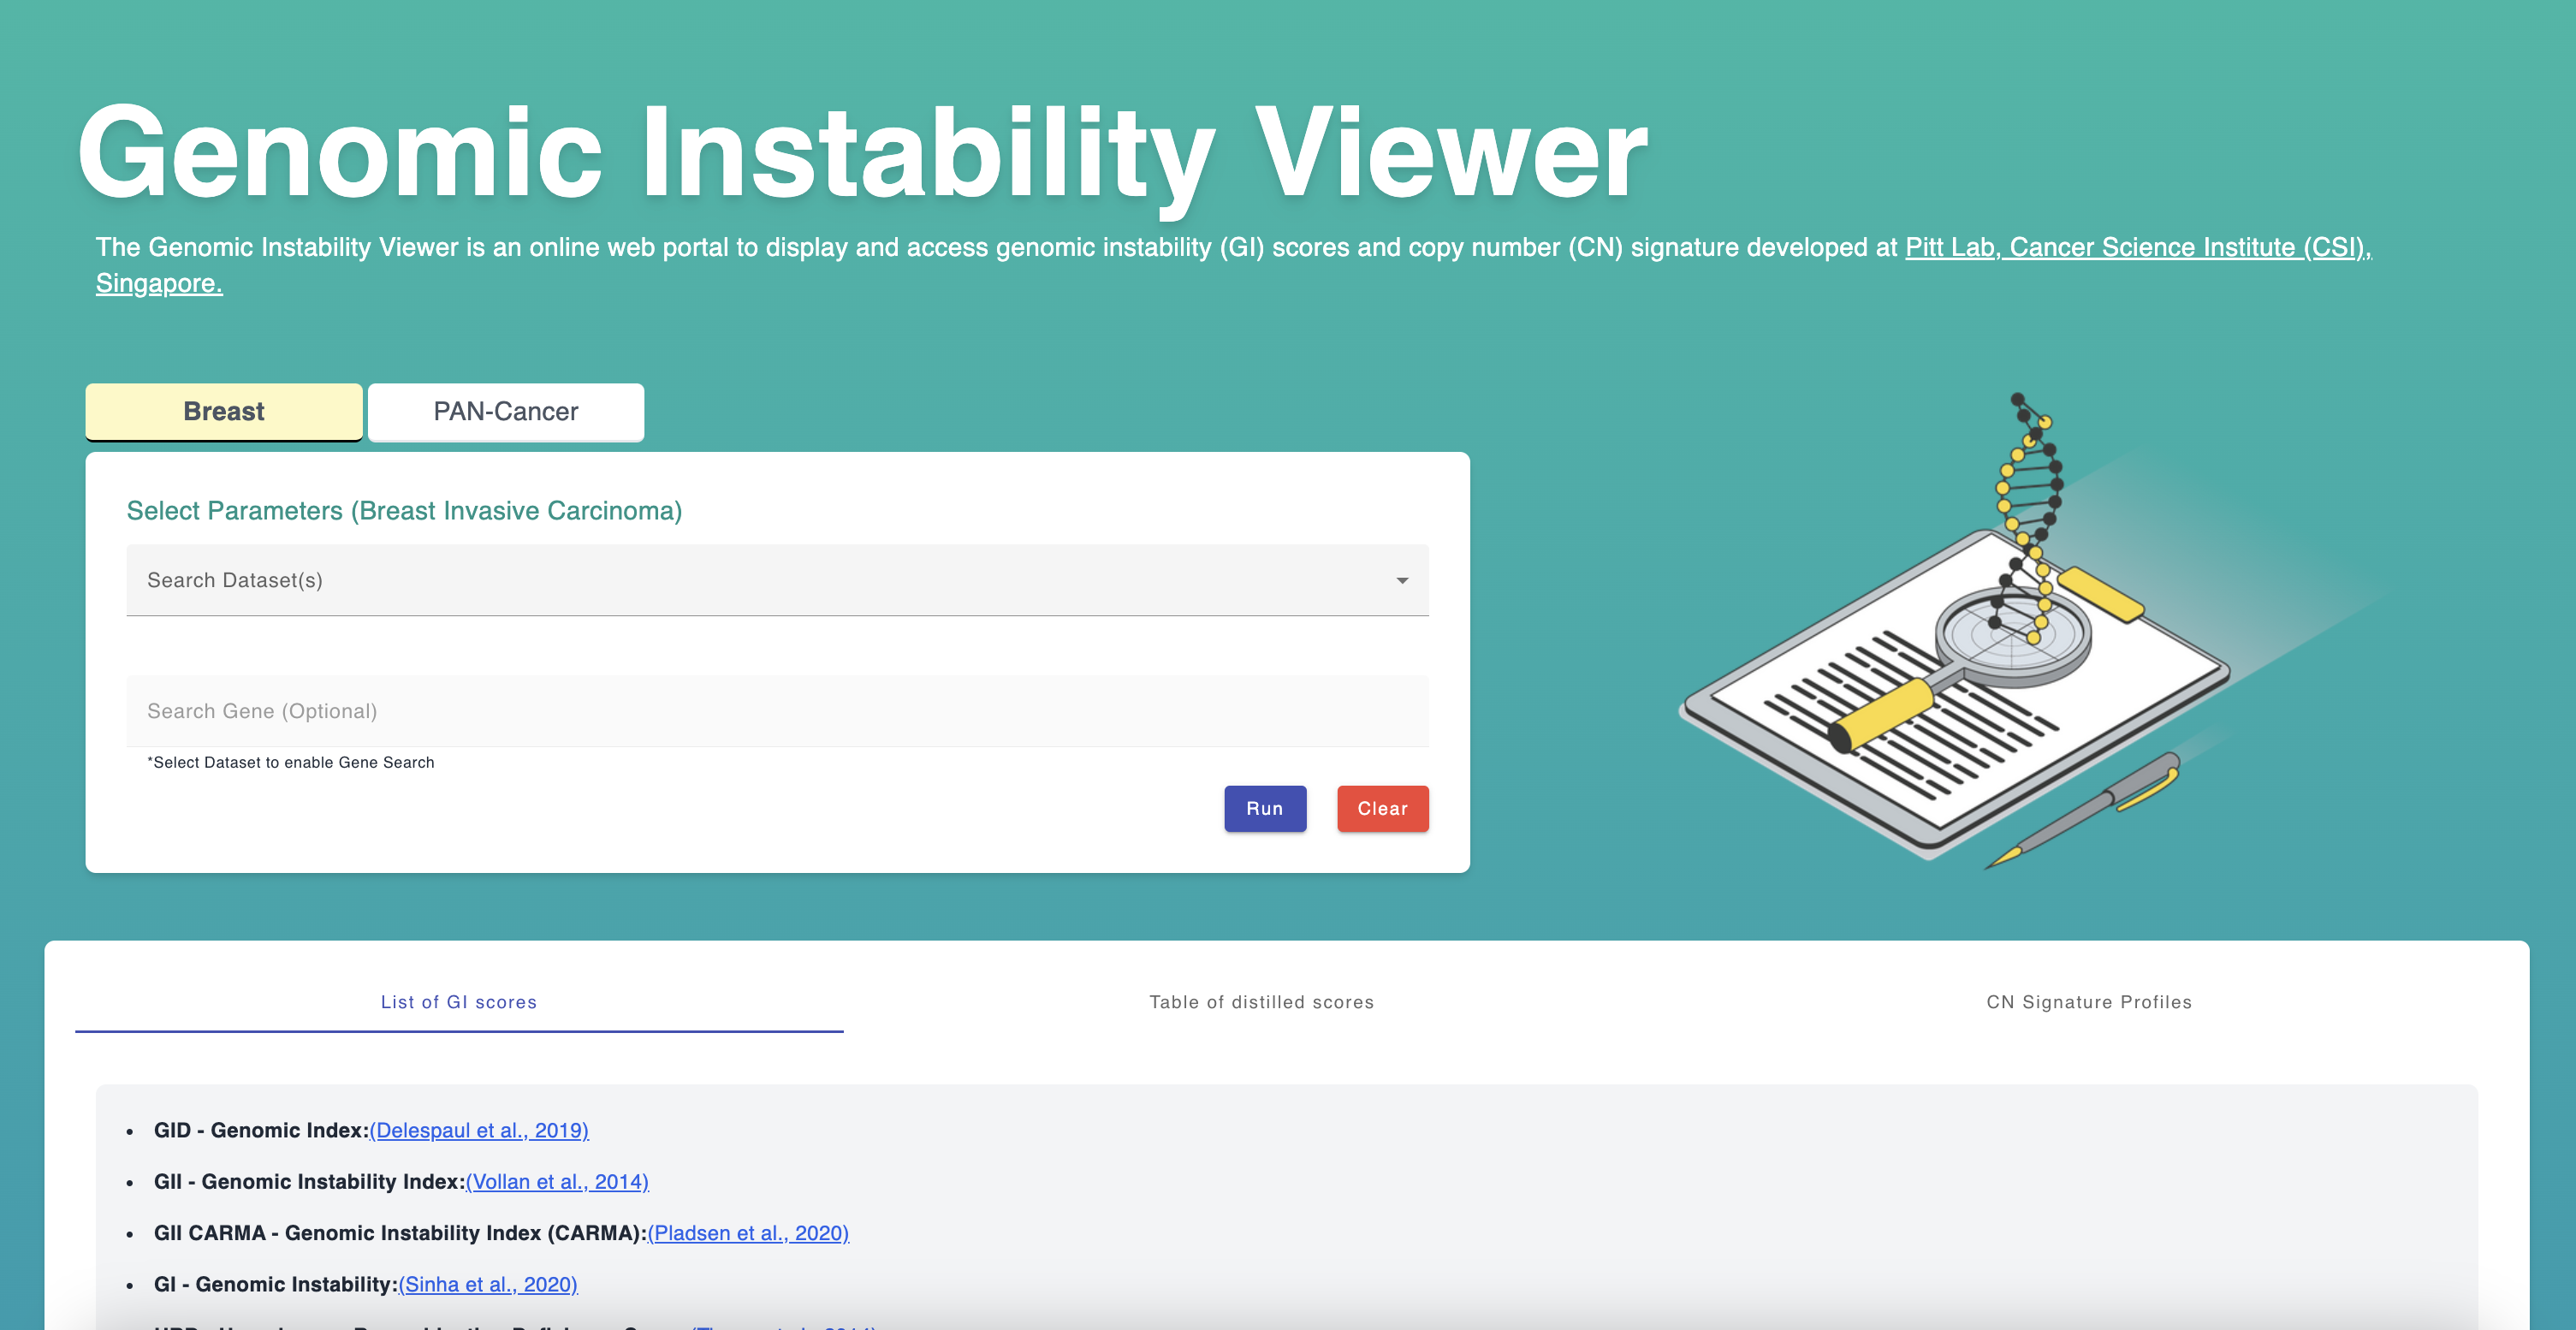 Genomic Instability Viewer
The Genomic Instability Viewer is an online web portal to display and access genomic instability (GI) scores and copy number (CN) signature developed at Pitt Lab, Cancer Science Institute (CSI),
Singapore.
Breast
PAN-Cancer
Select Parameters (Breast Invasive Carcinoma)
Search Dataset(s)
Search Gene (Optional)
*Select Dataset to enable Gene Search
Run
Clear
List of GI scores
Table of distilled scores
CN Signature Profiles
GID - Genomic Index:(Delespaul et al., 2019)
GII - Genomic Instability Index:(Vollan et al., 2014)
GII CARMA - Genomic Instability Index (CARMA):(Pladsen et al., 2020)
GI - Genomic Instability:(Sinha et al., 2020)